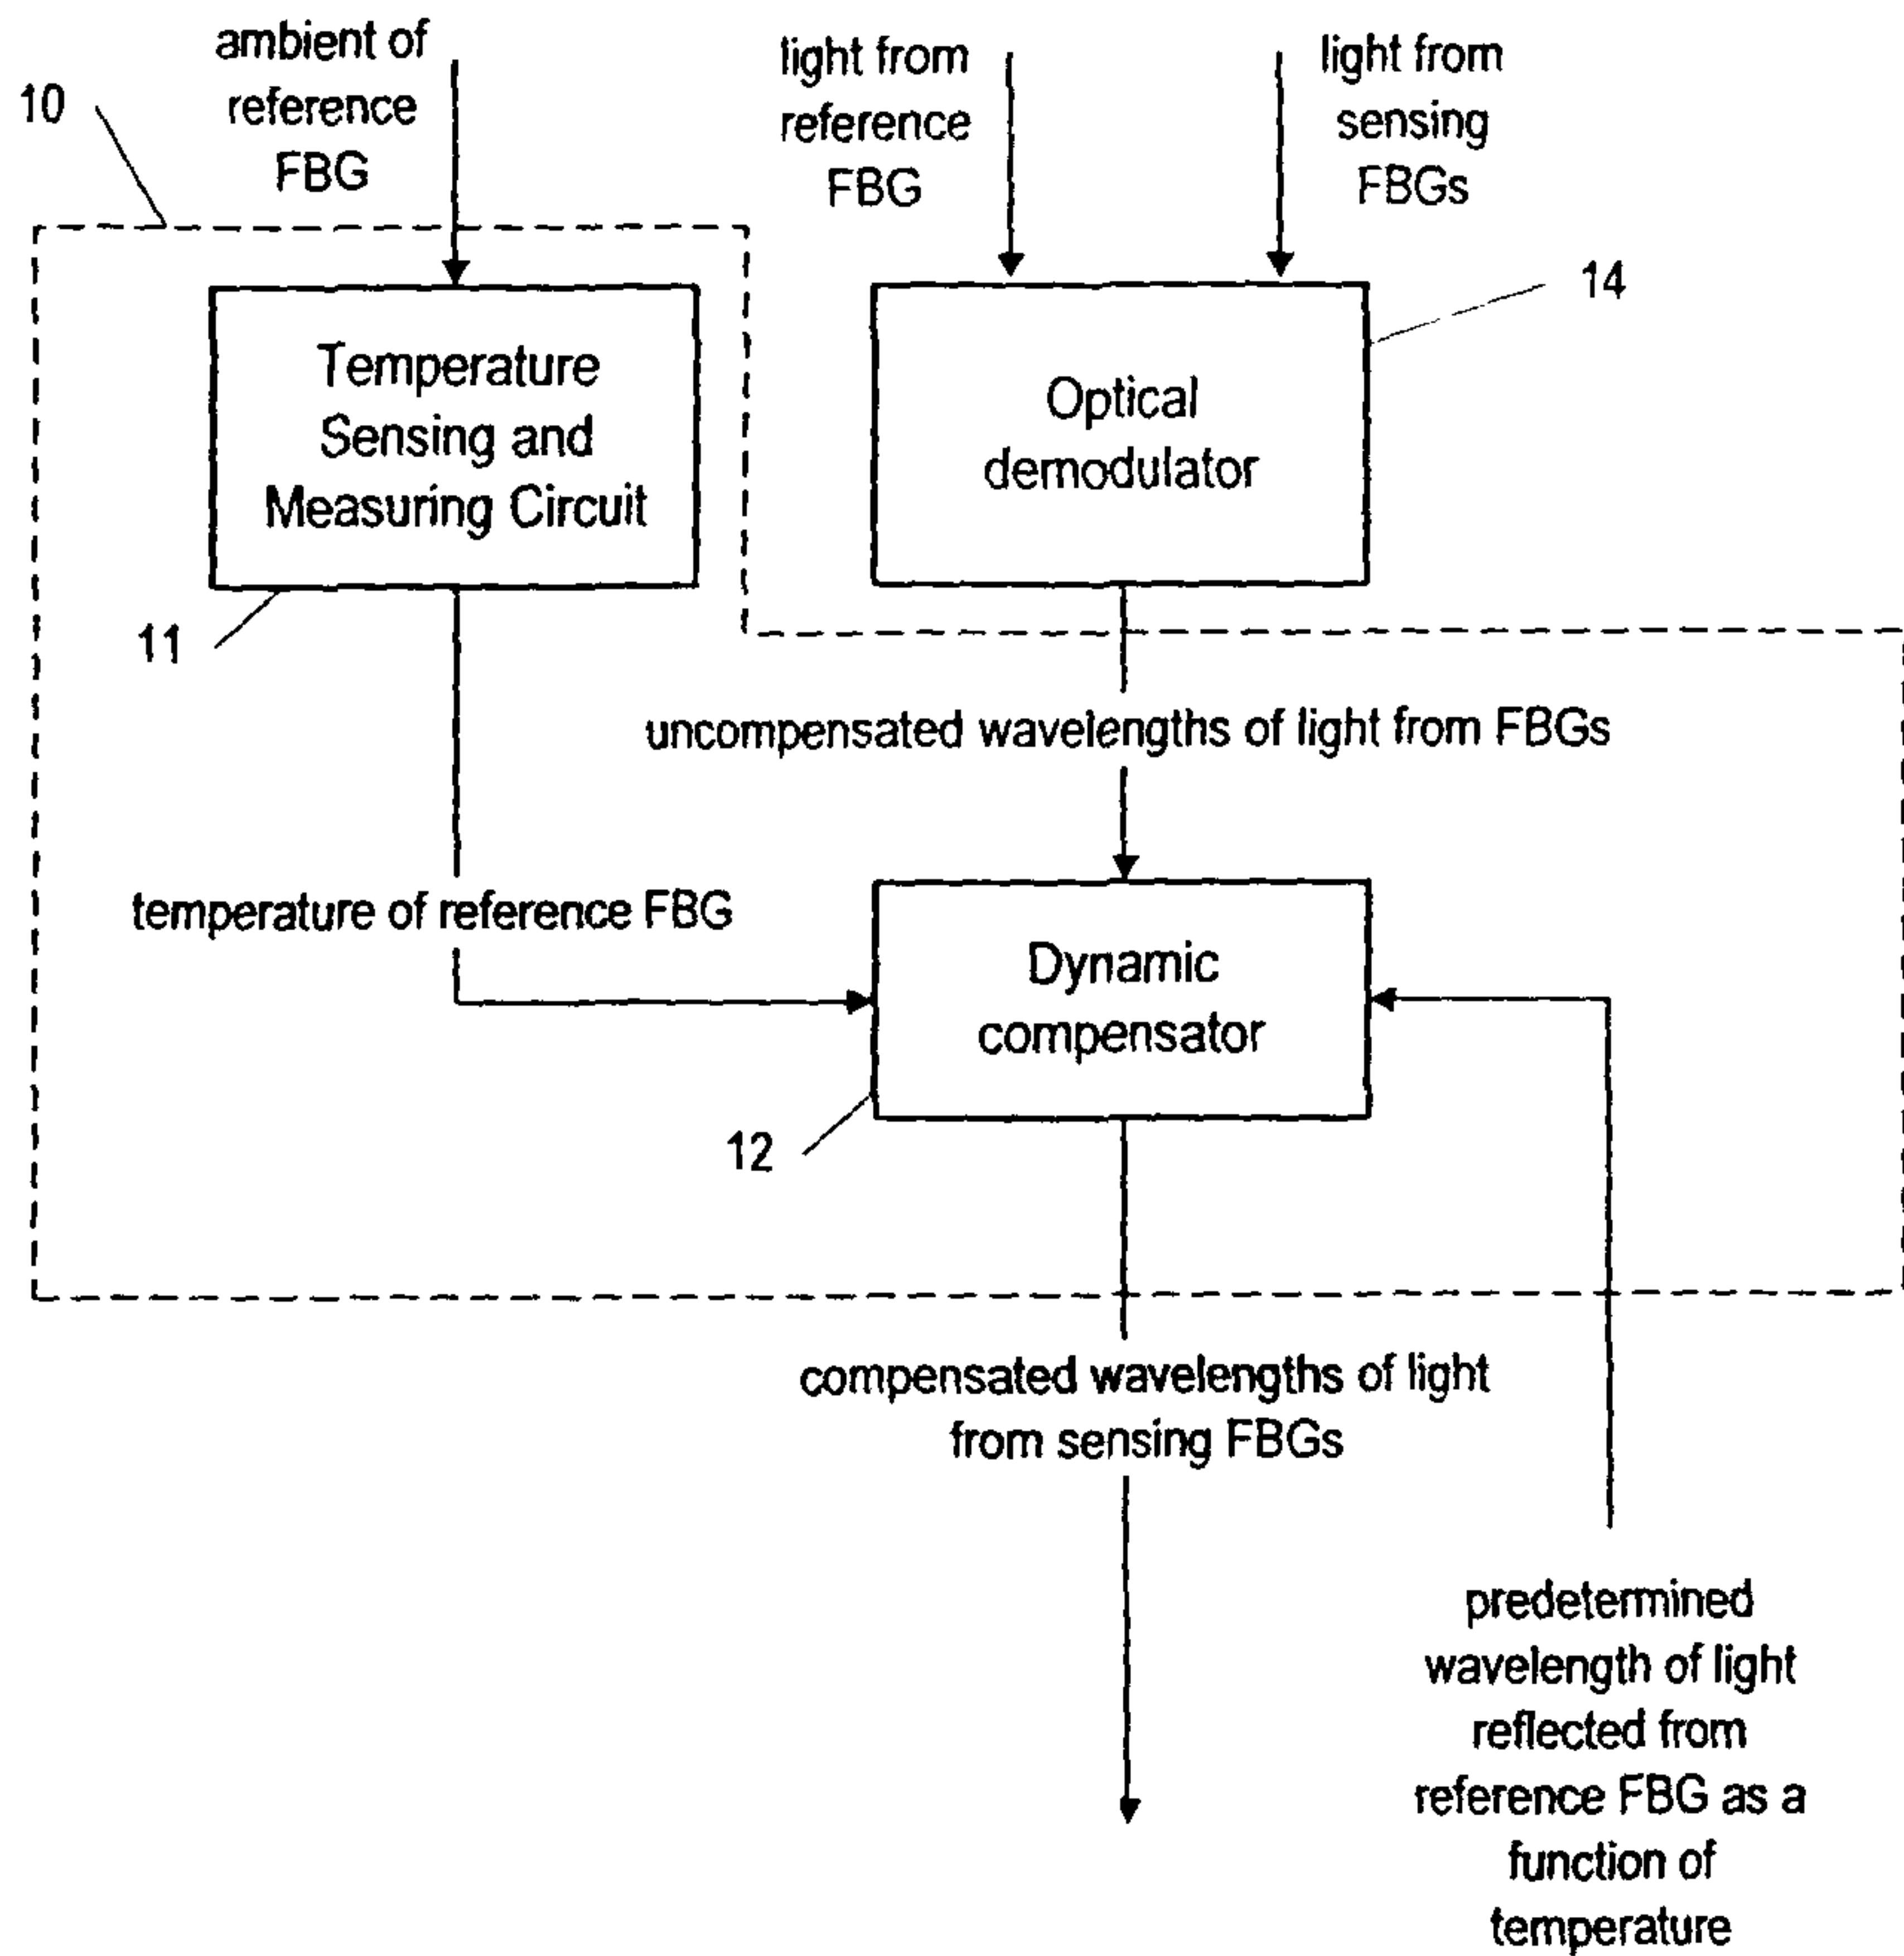 ambient of
reference
FBG
light from
reference
FBG
light from
sensing
FBGs
10
14
Temperature
Sensing and
Measuring Circuit
Optical
demodulator
11
uncompensated wavelengths of light from FBGs
temperature of reference FBG
Dynamic
compensator
12
compensated wavelengths of light
from sensing FBGs
predetermined
wavelength of light
reflected from
reference FBG as a
function of
temperature